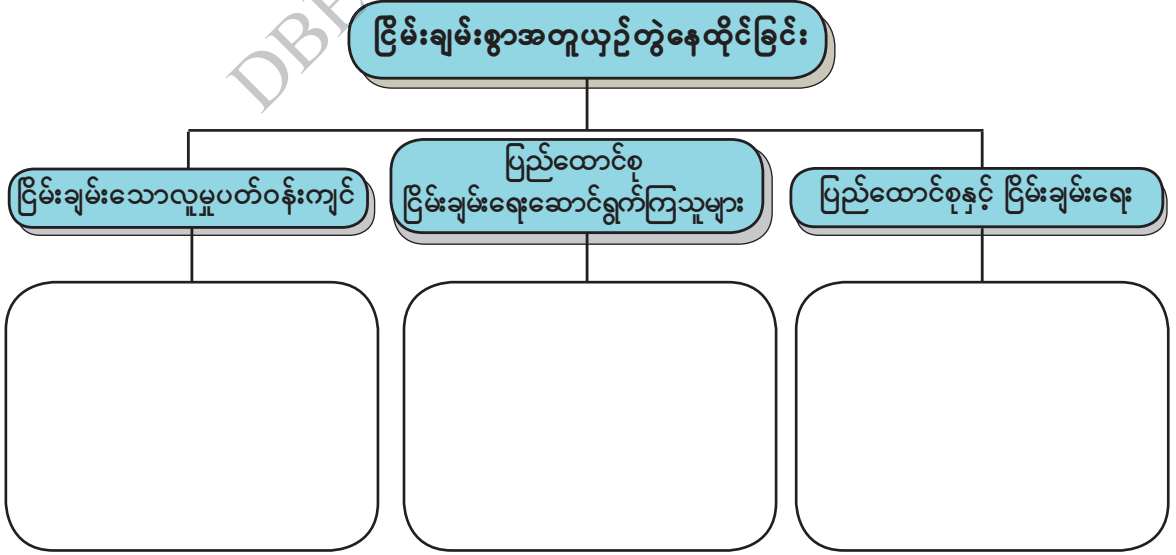 ငြိမ်းချမ်းစွာအတူယှဉ်တွဲနေထိုင်ခြင်း
ငြိမ်းချမ်းသောလူမှုပတ်ဝန်းကျင်
ပြည်ထောင်စု
ငြိမ်းချမ်းရေးဆောင်ရွက်ကြသူများ
ပြည်ထောင်စုနှင့် ငြိမ်းချမ်းရေး